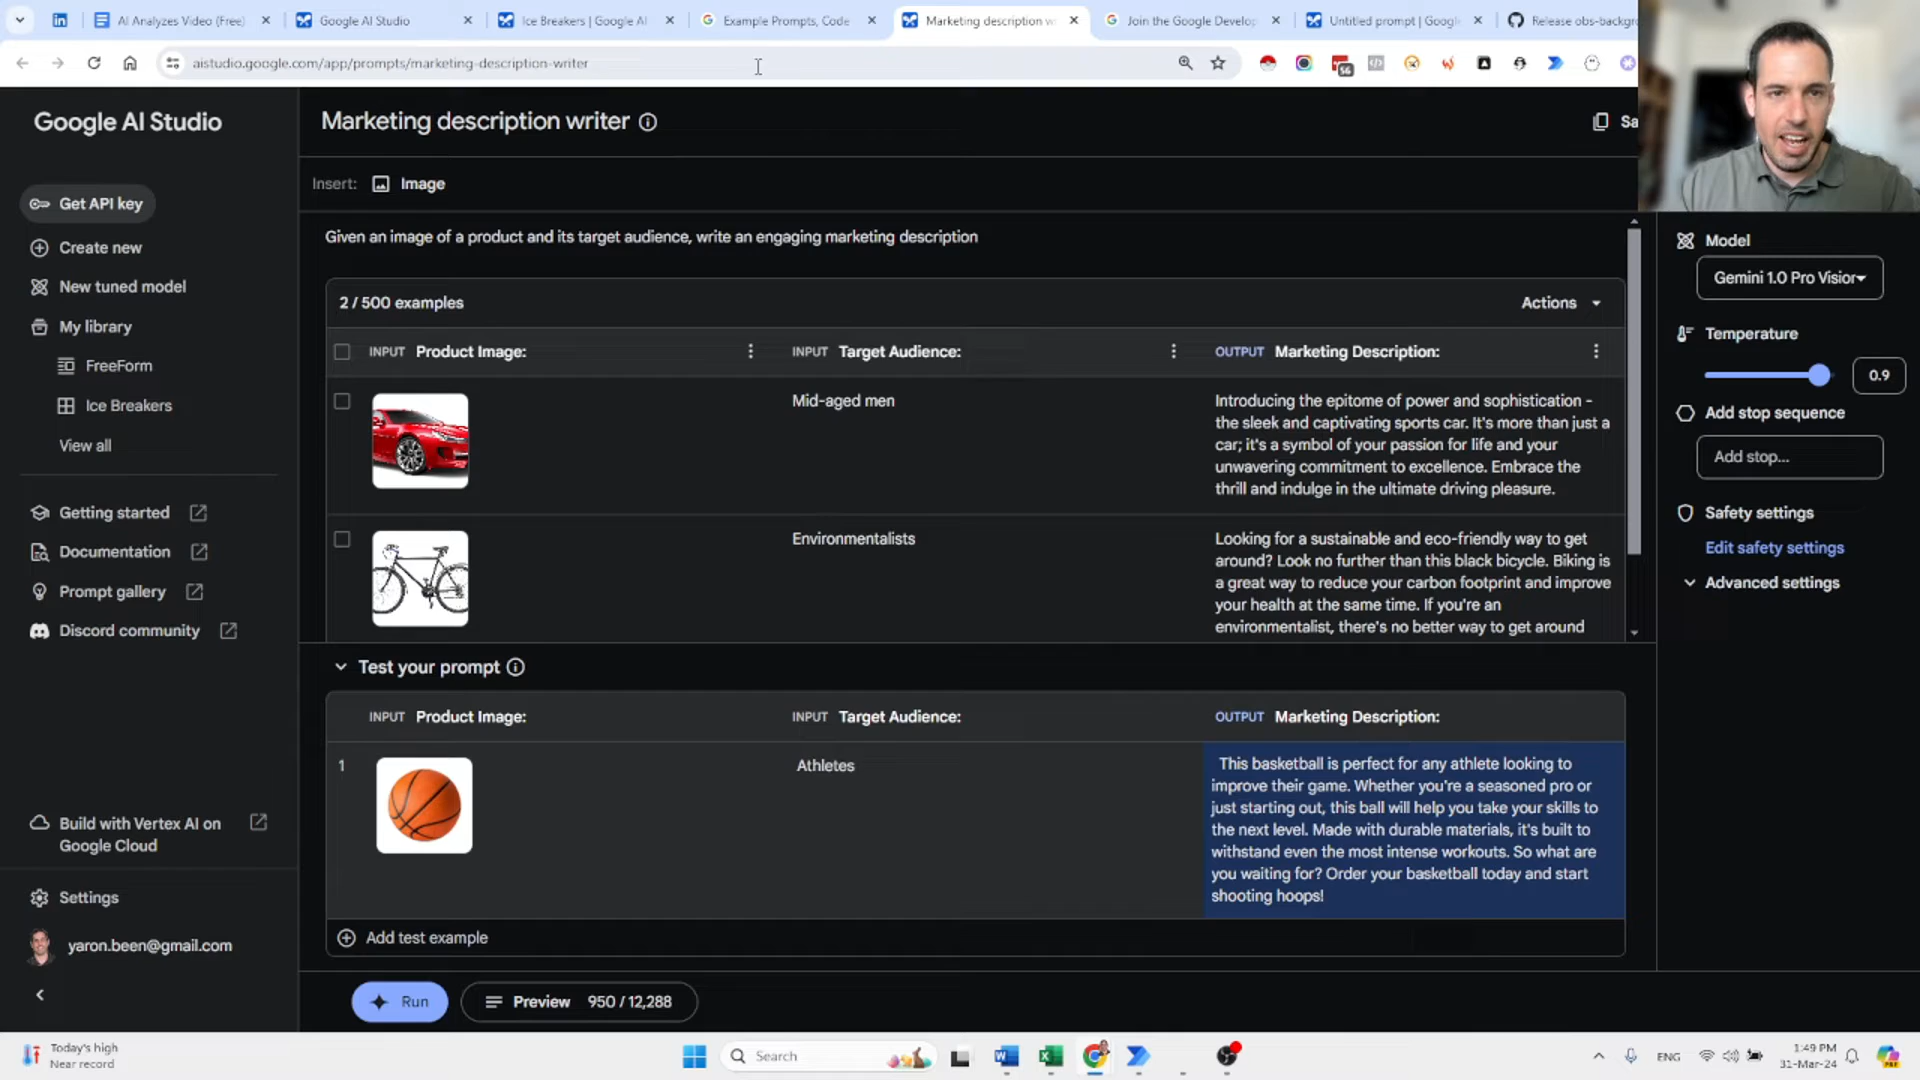 AI Analyzes Video (Free)
Google AI Studio
Ice Breakers | Google AI
Example Prompts, Code
Marketing description w
Join the Google Develop
Untitled prompt | Google
Release obs-backgr
aistudio.google.com/app/prompts/marketing-description-writer
56
Google AI Studio
Get API key
Create new
New tuned model
My library
FreeForm
Ice Breakers
View all
Getting started
Documentation
Prompt gallery
Discord community
Build with Vertex AI on
Google Cloud
Settings
yaron.been@gmail.com
Marketing description writer
Sa
Insert: Image
Given an image of a product and its target audience, write an engaging marketing description
2 / 500 examples
Actions
INPUT Product Image:
INPUT Target Audience:
OUTPUT Marketing Description:
Mid-aged men
Introducing the epitome of power and sophistication -
the sleek and captivating sports car. It's more than just a
car; it's a symbol of your passion for life and your
unwavering commitment to excellence. Embrace the
thrill and indulge in the ultimate driving pleasure.
Environmentalists
Looking for a sustainable and eco-friendly way to get
around? Look no further than this black bicycle. Biking is
a great way to reduce your carbon footprint and improve
your health at the same time. If you're an
environmentalist, there's no better way to get around
Test your prompt
INPUT Product Image:
INPUT Target Audience:
OUTPUT Marketing Description:
1
Athletes
This basketball is perfect for any athlete looking to
improve their game. Whether you're a seasoned pro or
just starting out, this ball will help you take your skills to
the next level. Made with durable materials, it's built to
withstand even the most intense workouts. So what are
you waiting for? Order your basketball today and start
shooting hoops!
Add test example
Run
Preview 950 / 12,288
Model
Gemini 1.0 Pro Vision
Temperature
0.9
Add stop sequence
Add stop...
Safety settings
Edit safety settings
Advanced settings
Today's high
Near record
Search
ENG
1:49 PM
31-Mar-24